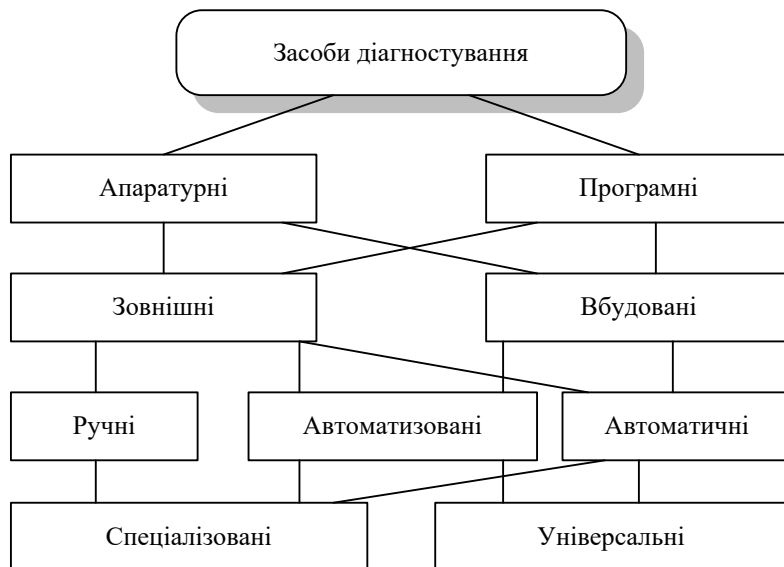 Засоби діагностування
Апаратурні
Програмні
Зовнішні
Вбудовані
Ручні
Автоматизовані
Автоматичні
Спеціалізовані
Універсальні